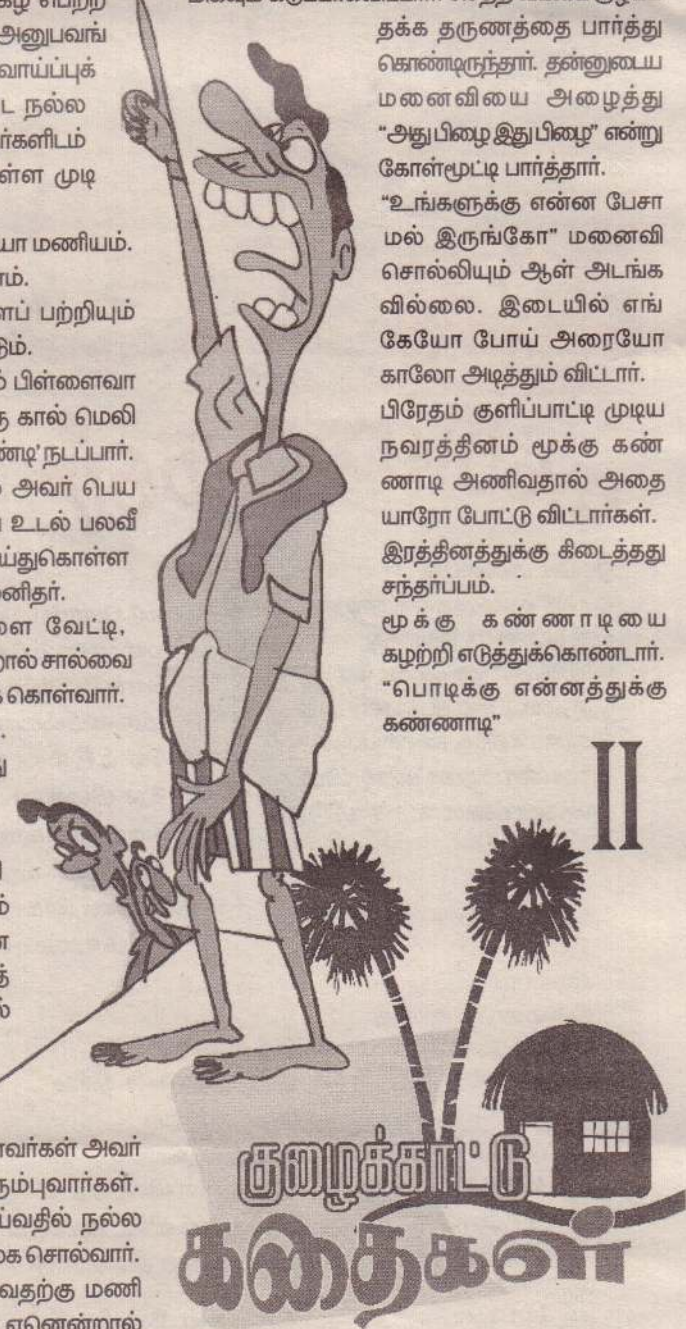 புகழ் பெற்ற
அனுபவங்
வாய்ப்புக்
ட நல்ல
ர்களிடம்
ள்ள முடி
யா மணியம்.
ளப் பற்றியும்
பிள்ளைவா
கால் மெலி
ண்டி' நடப்பார்.
அவர் பெய
உடல் பலவீ
ய்துகொள்ள
னிதர்.
ளை வேட்டி,
றால் சால்வை
கொள்வார்.
ளவர்கள் அவர்
ரும்புவார்கள்.
ய்வதில் நல்ல
சொல்வார்.
வதற்கு மணி
ஏனென்றால்
தக்க தருணத்தை பார்த்து
கொண்டிருந்தார். தன்னுடைய
மனைவியை அழைத்து
“அது பிழை இது பிழை” என்று
கோள்மூட்டி பார்த்தார்.
“உங்களுக்கு என்ன பேசா
மல் இருங்கோ” மனைவி
சொல்லியும் ஆள் அடங்க
வில்லை. இடையில் எங்
கேயோ போய் அரையோ
காலோ அடித்தும் விட்டார்.
பிரேதம் குளிப்பாட்டி முடிய
நவரத்தினம் மூக்கு கண்
ணாடி அணிவதால் அதை
யாரோ போட்டு விட்டார்கள்.
இரத்தினத்துக்கு கிடைத்தது
சந்தர்ப்பம்.
மூக்கு கண்ணாடியை
கழற்றி எடுத்துக்கொண்டார்.
“பொடிக்கு என்னத்துக்கு
கண்ணாடி”
II
குழைக்காட்டு
கதைகள்